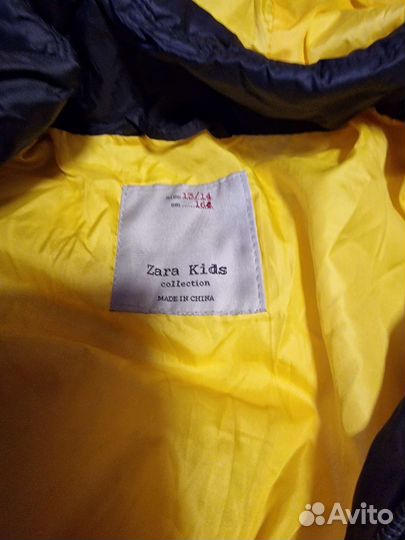 size 13/14
cm.....164
Zara Kids
collection
MADE IN CHINA
Avito